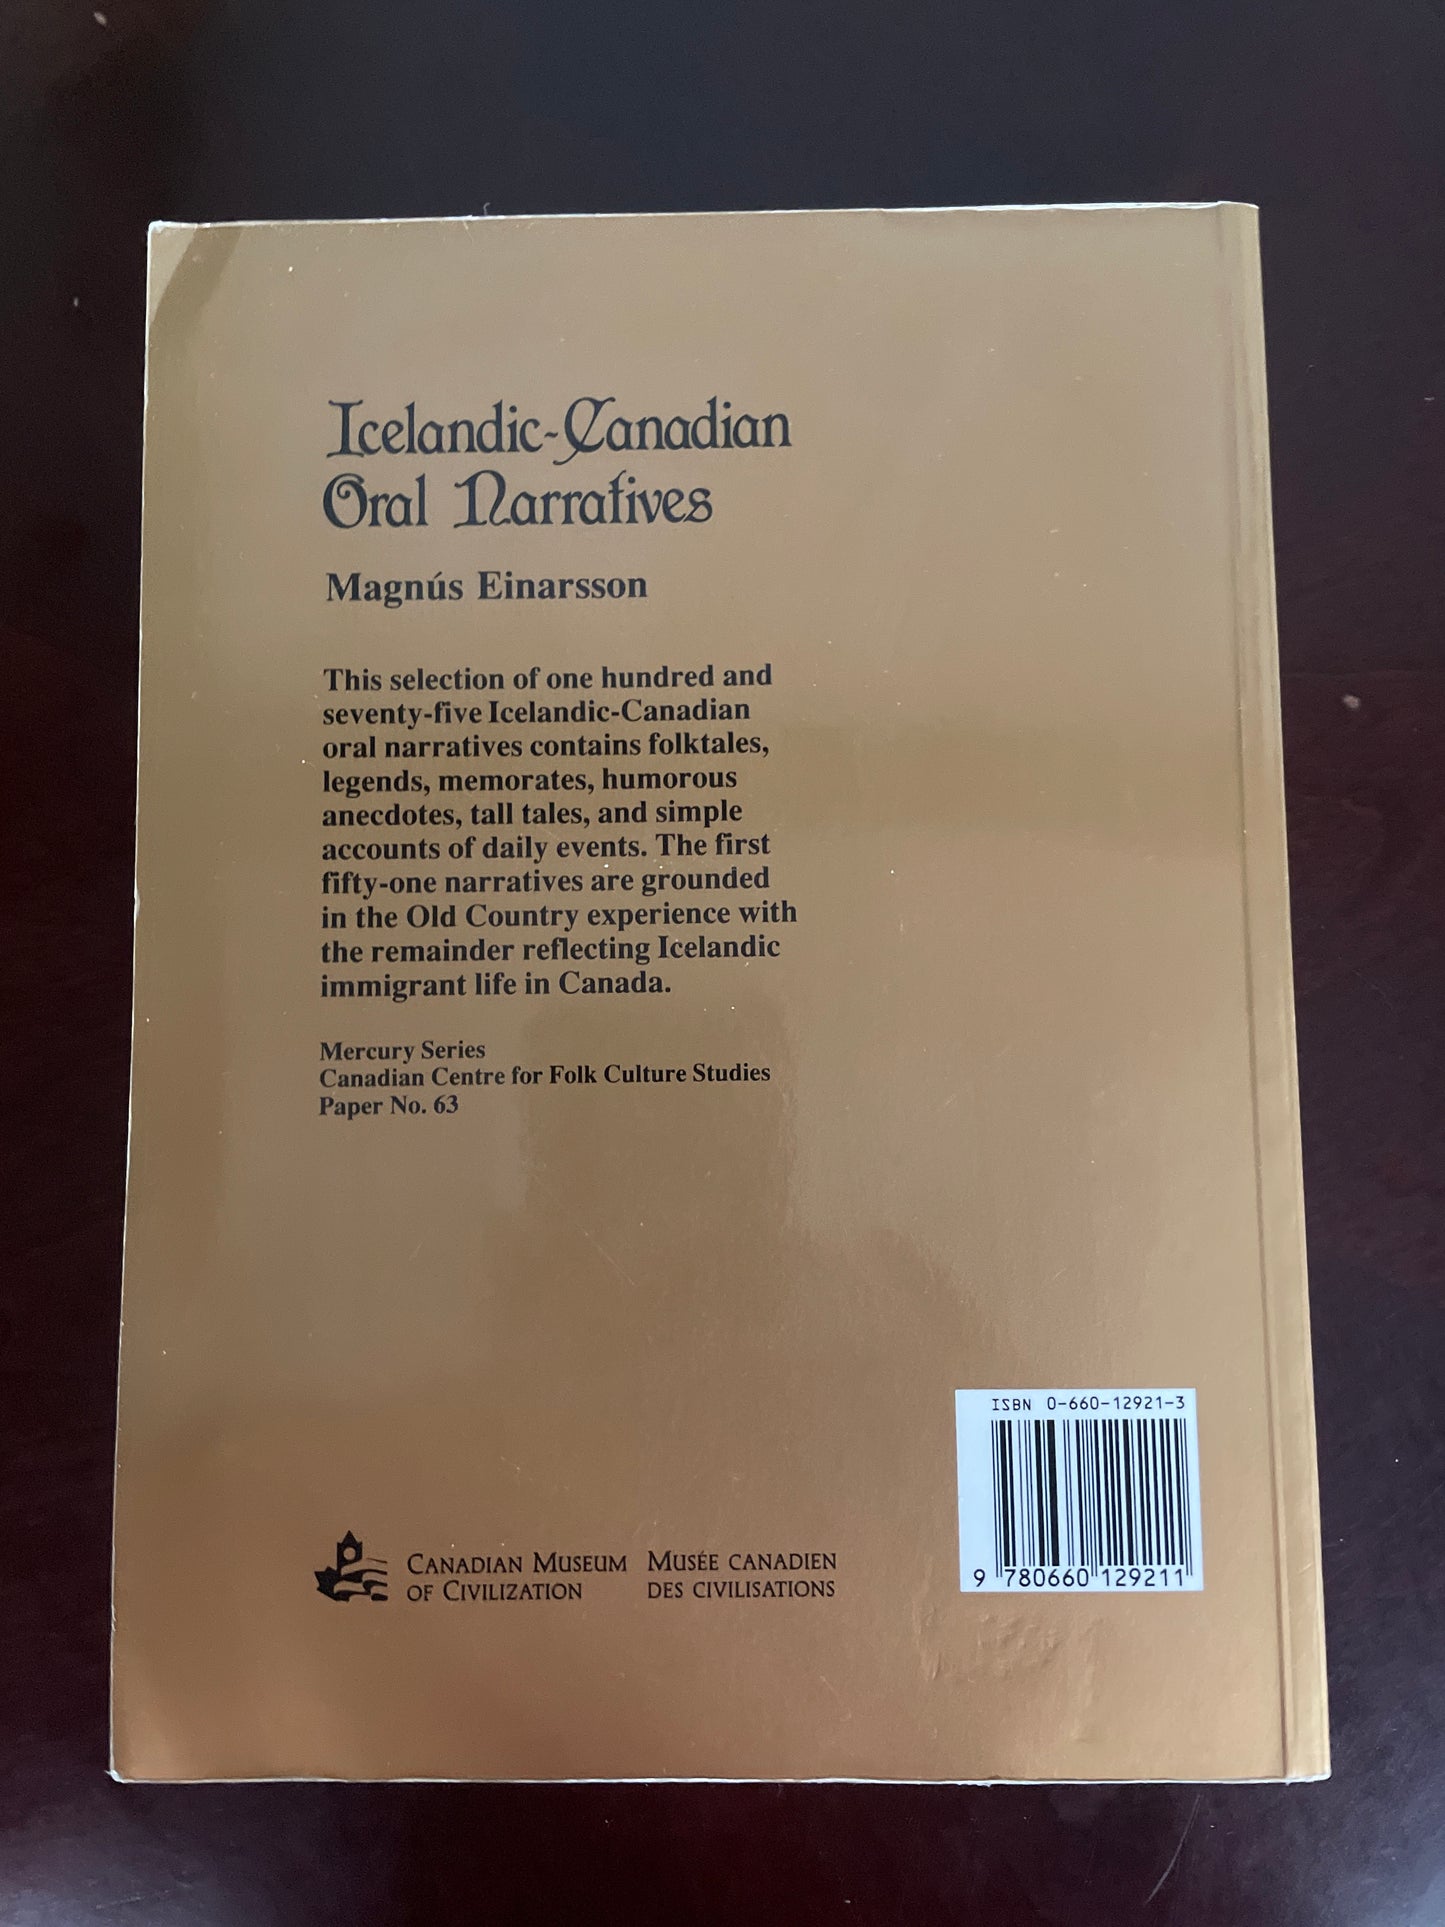 Icelandic-Canadian
Oral Narratives
Magnús Einarsson
This selection of one hundred and
seventy-five Icelandic-Canadian
oral narratives contains folktales,
legends, memorates, humorous
anecdotes, tall tales, and simple
accounts of daily events. The first
fifty-one narratives are grounded
in the Old Country experience with
the remainder reflecting Icelandic
immigrant life in Canada.
Mercury Series
Canadian Centre for Folk Culture Studies
Paper No. 63
CANADIAN MUSEUM
OF CIVILIZATION
MUSÉE CANADIEN
DES CIVILISATIONS
ISBN 0-660-12921-3
9 780660 129211